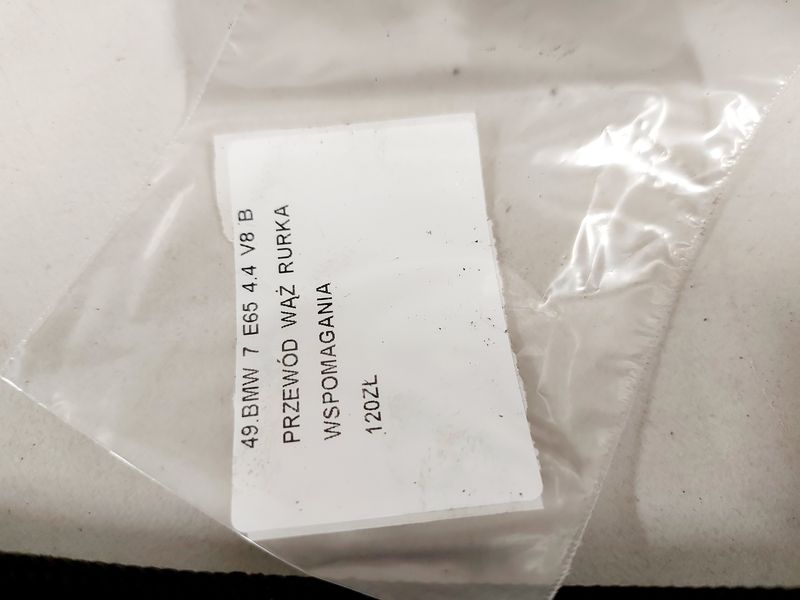 49.BMW 7 E65 4.4 V8 B
PRZEWÓD WĄŻ RURKA
WSPOMAGANIA
120ZŁ